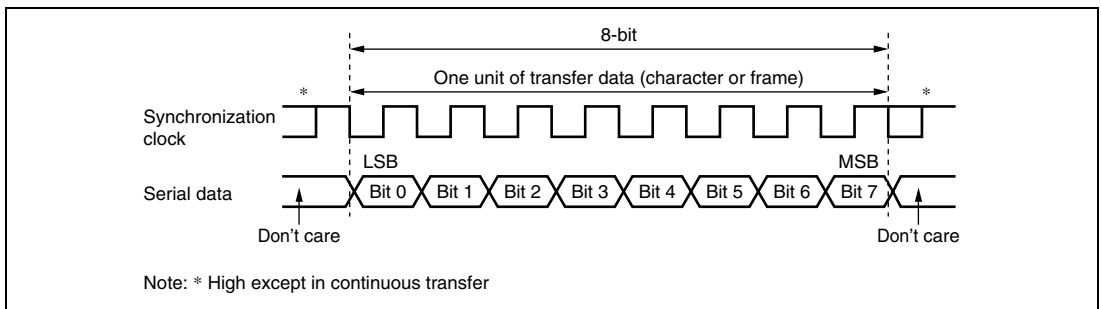 8-bit
One unit of transfer data (character or frame)
* *
Synchronization
clock
LSB MSB
Serial data Bit 0 Bit 1 Bit 2 Bit 3 Bit 4 Bit 5 Bit 6 Bit 7
Don’t care Don’t care
Note: * High except in continuous transfer